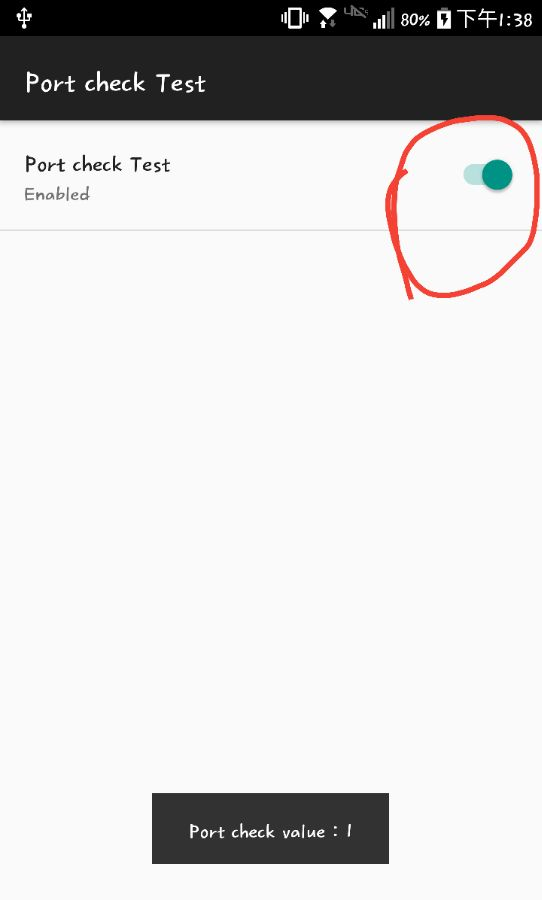 80% 下午1:38
Port check Test
Port check Test
Enabled
Port check value : 1